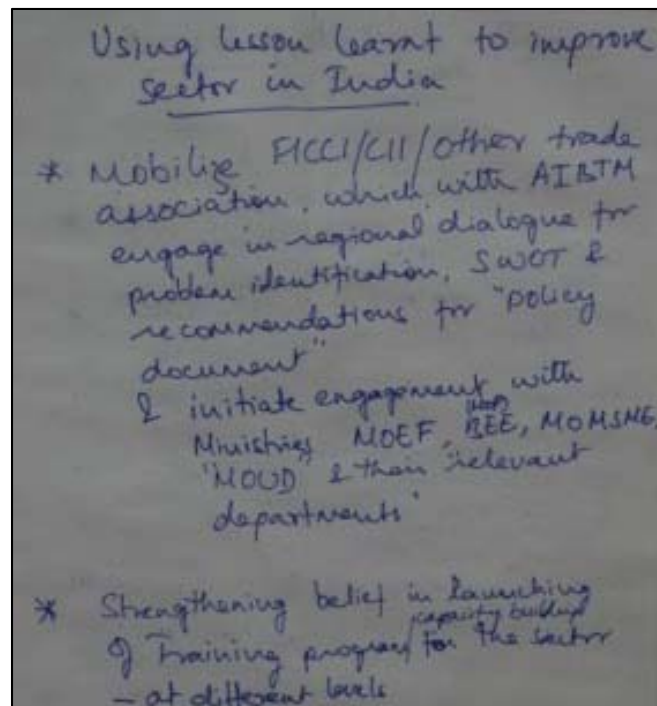 Using lesson learnt to improve
sector in India
* Mobilize FICCI/CII/other trade
association, which with AIBTM
engage in regional dialogue for
problem identification, SWOT &
recommendations for "policy
document"
& initiate engagement with
Ministries MOEF, BEE, MOMSME,
"MOUD" & their relevant
departments'
* Strengthening belief in launching
of Training program/capacity buildup for the sector
- at different levels